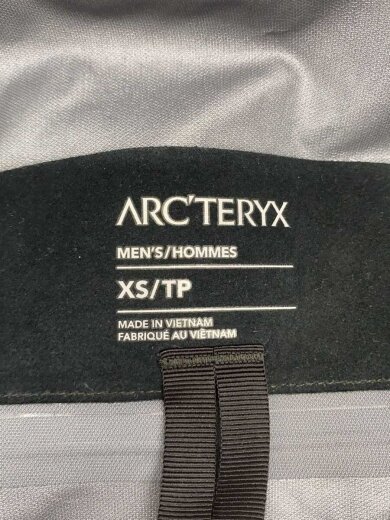 ARC'TERYX
MEN'S/HOMMES
XS/TP
MADE IN VIETNAM
FABRIQUÉ AU VIÊTNAM